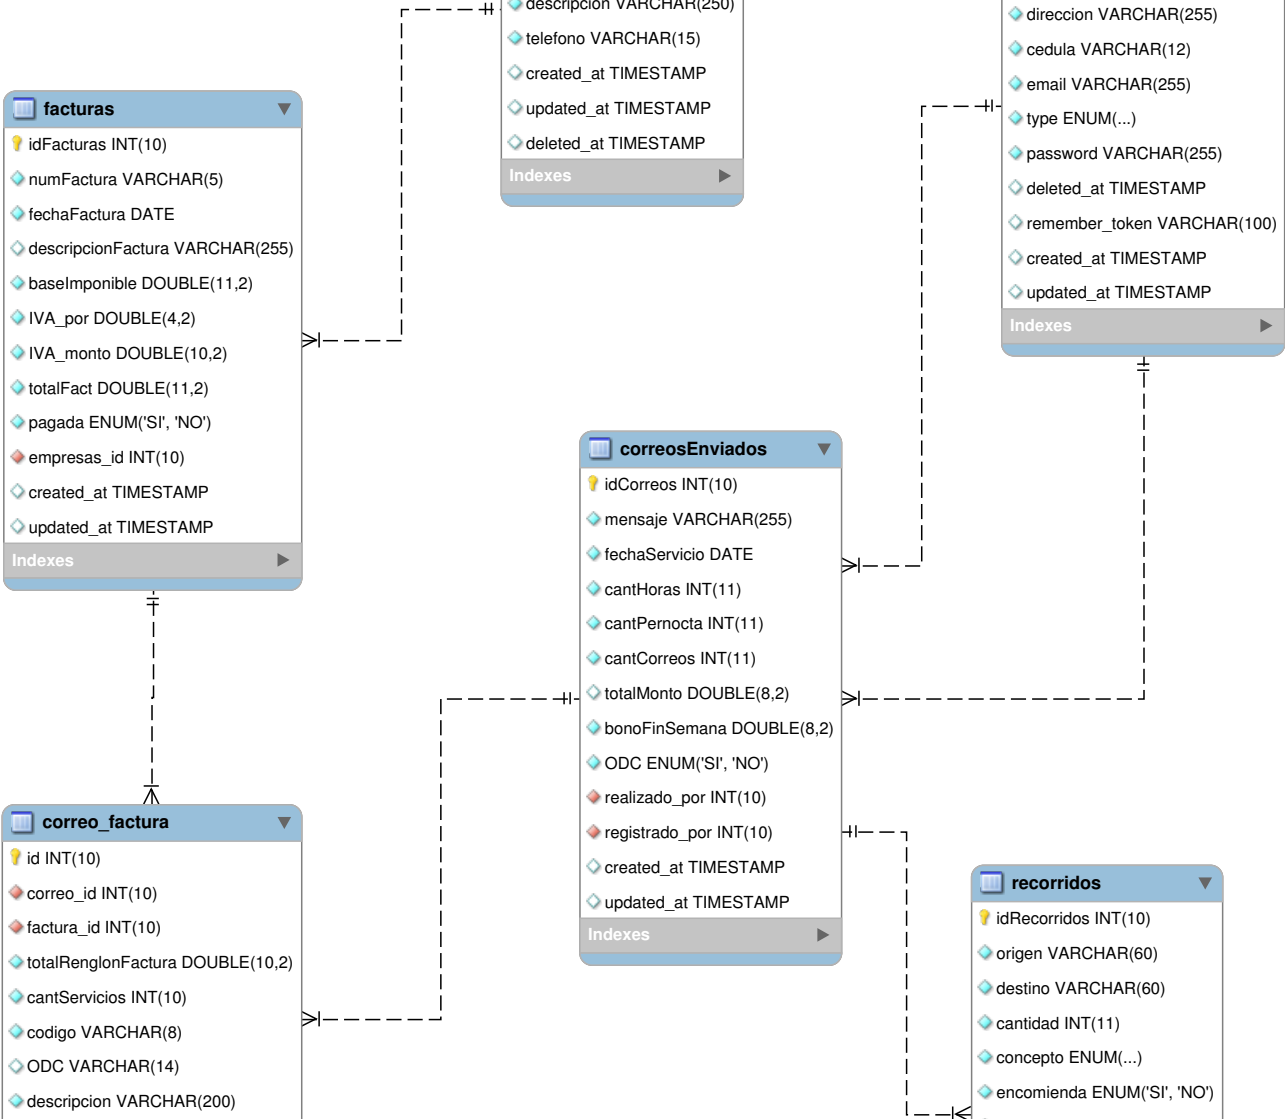 descripcion VARCHAR(250)
telefono VARCHAR(15)
created_at TIMESTAMP
updated_at TIMESTAMP
deleted_at TIMESTAMP
Indexes
direccion VARCHAR(255)
cedula VARCHAR(12)
email VARCHAR(255)
type ENUM(...)
password VARCHAR(255)
deleted_at TIMESTAMP
remember_token VARCHAR(100)
created_at TIMESTAMP
updated_at TIMESTAMP
Indexes
facturas
idFacturas INT(10)
numFactura VARCHAR(5)
fechaFactura DATE
descripcionFactura VARCHAR(255)
baseImponible DOUBLE(11,2)
IVA_por DOUBLE(4,2)
IVA_monto DOUBLE(10,2)
totalFact DOUBLE(11,2)
pagada ENUM('SI', 'NO')
empresas_id INT(10)
created_at TIMESTAMP
updated_at TIMESTAMP
Indexes
correosEnviados
idCorreos INT(10)
mensaje VARCHAR(255)
fechaServicio DATE
cantHoras INT(11)
cantPernocta INT(11)
cantCorreos INT(11)
totalMonto DOUBLE(8,2)
bonoFinSemana DOUBLE(8,2)
ODC ENUM('SI', 'NO')
realizado_por INT(10)
registrado_por INT(10)
created_at TIMESTAMP
updated_at TIMESTAMP
Indexes
correo_factura
id INT(10)
correo_id INT(10)
factura_id INT(10)
totalRenglonFactura DOUBLE(10,2)
cantServicios INT(10)
codigo VARCHAR(8)
ODC VARCHAR(14)
descripcion VARCHAR(200)
recorridos
idRecorridos INT(10)
origen VARCHAR(60)
destino VARCHAR(60)
cantidad INT(11)
concepto ENUM(...)
encomienda ENUM('SI', 'NO')